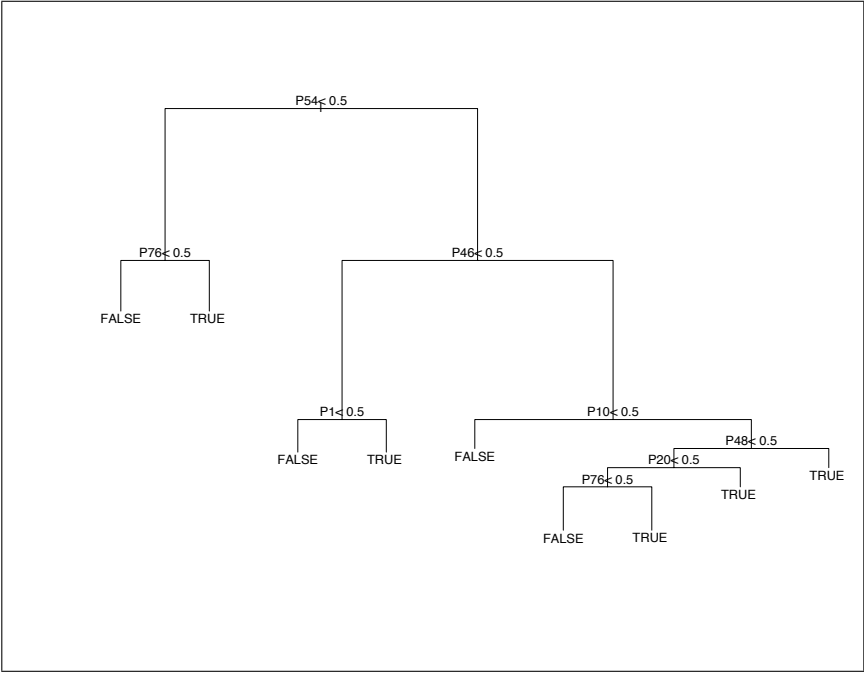 P54< 0.5
P76< 0.5
P46< 0.5
FALSE
TRUE
P1< 0.5
P10< 0.5
FALSE
TRUE
FALSE
P48< 0.5
P20< 0.5
TRUE
P76< 0.5
TRUE
FALSE
TRUE